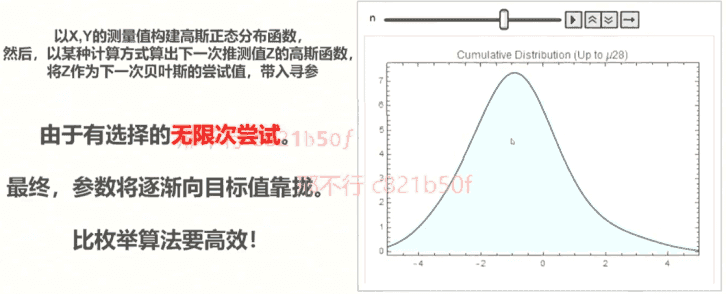 以X,Y的测量值构建高斯正态分布函数，
然后，以某种计算方式算出下一次推测值Z的高斯函数，
将Z作为下一次贝叶斯的尝试值，带入寻参
由于有选择的无限次尝试。
最终，参数将逐渐向目标值靠拢。
比枚举算法要高效！
n
Cumulative Distribution (Up to μ28)
7
6
5
4
3
2
1
0
-4 -2 0 2 4
不行 c821b50f